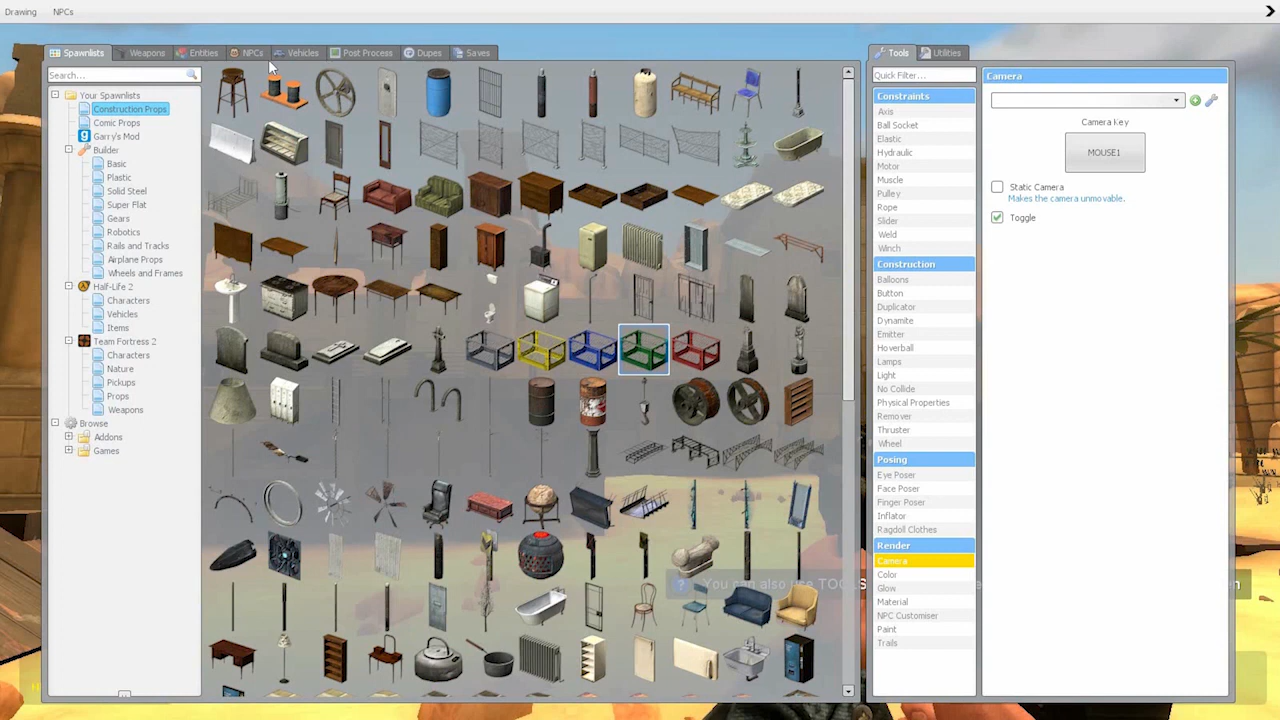 Drawing NPCs
Spawnlists Weapons Entities NPCs Vehicles Post Process Dupes Saves
Search...
Your Spawnlists
Construction Props
Comic Props
Garry's Mod
Builder
Basic
Plastic
Solid Steel
Super Flat
Gears
Robotics
Rails and Tracks
Airplane Props
Wheels and Frames
Half-Life 2
Characters
Vehicles
Items
Team Fortress 2
Characters
Nature
Pickups
Props
Weapons
Browse
Addons
Games
You can also use TOOLS
Tools Utilities
Quick Filter...
Constraints
Axis
Ball Socket
Elastic
Hydraulic
Motor
Muscle
Pulley
Rope
Slider
Weld
Winch
Construction
Balloons
Button
Duplicator
Dynamite
Emitter
Hoverball
Lamps
Light
No Collide
Physical Properties
Remover
Thruster
Wheel
Posing
Eye Poser
Face Poser
Finger Poser
Inflator
Ragdoll Clothes
Render
Camera
Color
Glow
Material
NPC Customiser
Paint
Trails
Camera
Camera Key
MOUSE1
Static Camera
Makes the camera unmovable.
Toggle